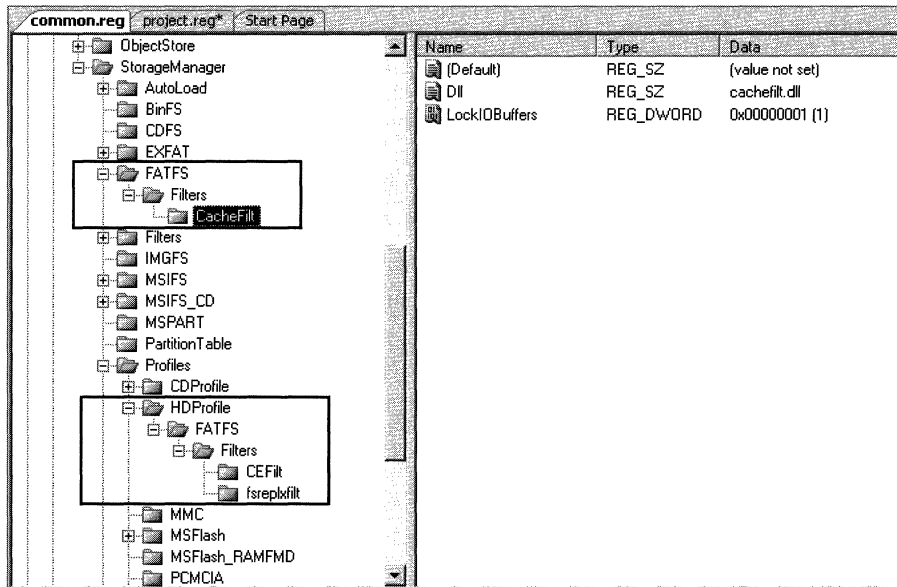 common.reg project.reg* Start Page
ObjectStore
StorageManager
AutoLoad
BinFS
CDFS
EXFAT
FATFS
Filters
CacheFilt
Filters
IMGFS
MSIFS
MSIFS_CD
MSPART
PartitionTable
Profiles
CDProfile
HDProfile
FATFS
Filters
CEFilt
fsreplxfilt
MMC
MSFlash
MSFlash_RAMFMD
PCMCIA
Name Type Data
(Default) REG_SZ (value not set)
Dll REG_SZ cachefilt.dll
LockIOBuffers REG_DWORD 0x00000001 (1)